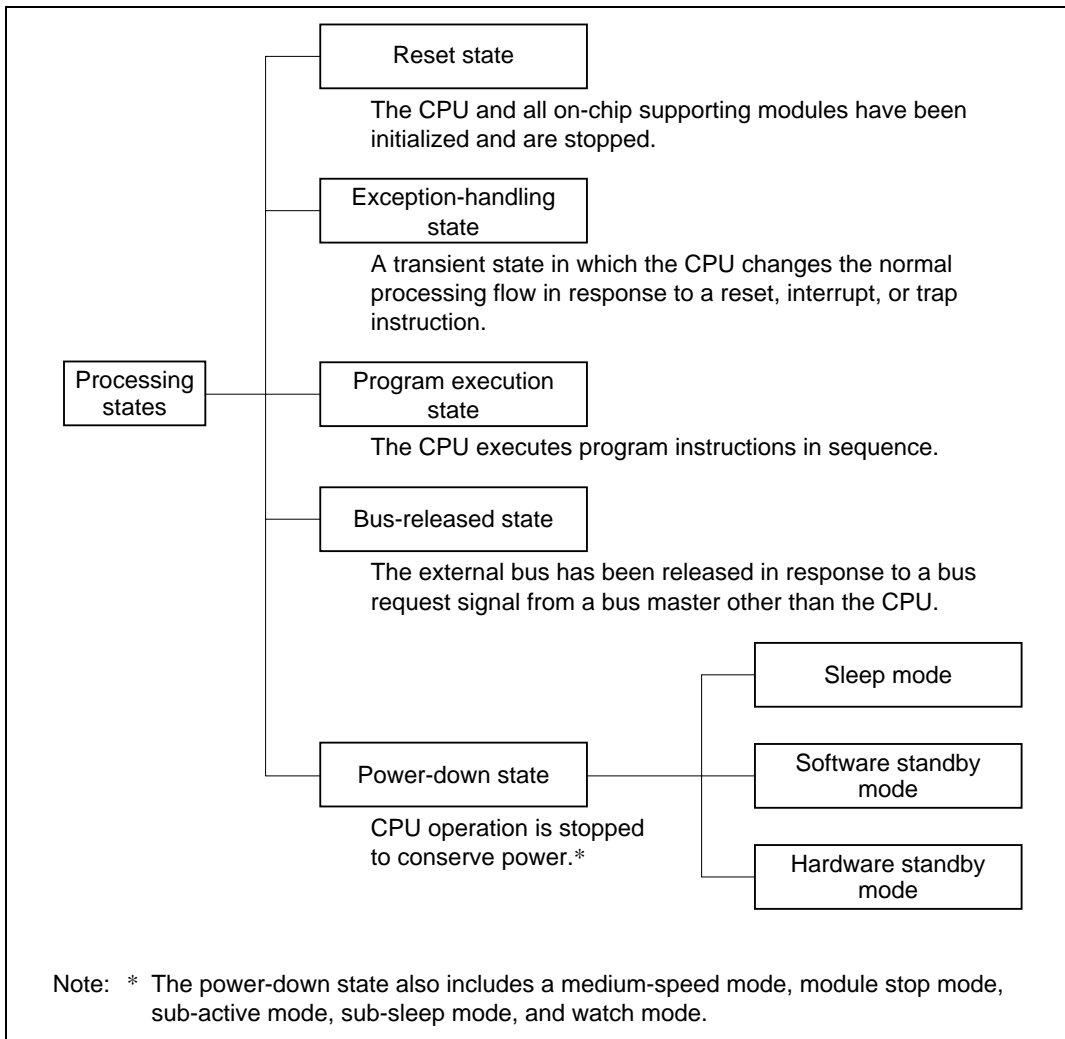 Reset state
The CPU and all on-chip supporting modules have been
initialized and are stopped.
Exception-handling
state
A transient state in which the CPU changes the normal
processing flow in response to a reset, interrupt, or trap
instruction.
Processing
states
Program execution
state
The CPU executes program instructions in sequence.
Bus-released state
The external bus has been released in response to a bus
request signal from a bus master other than the CPU.
Power-down state
CPU operation is stopped
to conserve power.*
Sleep mode
Software standby
mode
Hardware standby
mode
Note: * The power-down state also includes a medium-speed mode, module stop mode,
sub-active mode, sub-sleep mode, and watch mode.